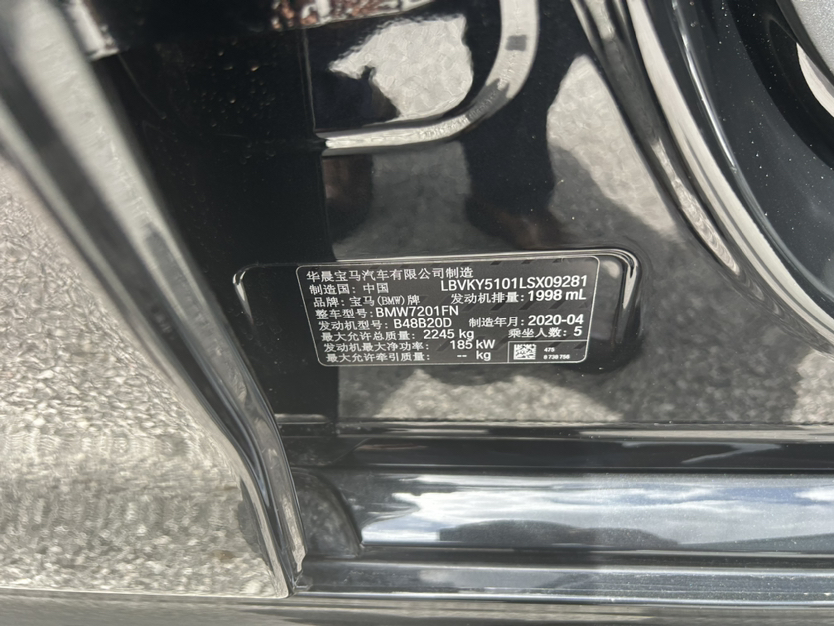 华晨宝马汽车有限公司制造
制造国：中国 LBVKY5101LSX09281
品牌：宝马(BMW)牌 发动机排量：1998 mL
整车型号：BMW7201FN
发动机型号：B48B20D 制造年月：2020-04
最大允许总质量： 2245 kg 乘坐人数：5
发动机最大净功率： 185 kW
最大允许牵引质量： -- kg
475